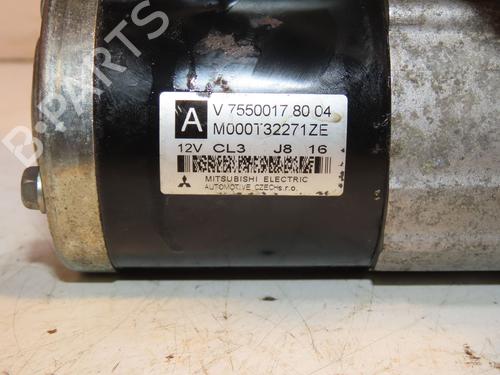 B-PARTS
A V 7550017 80 04
M000T32271ZE
12V CL3 J8 16
MITSUBISHI ELECTRIC
AUTOMOTIVE CZECH s.r.o.